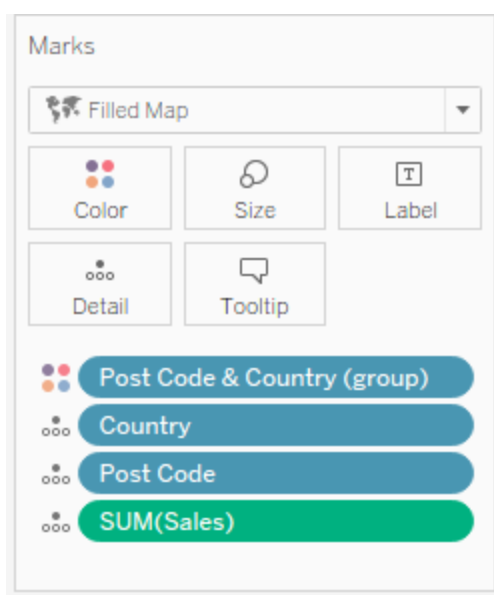 Marks
Filled Map
Color
Size
T
Label
Detail
Tooltip
Post Code & Country (group)
Country
Post Code
SUM(Sales)